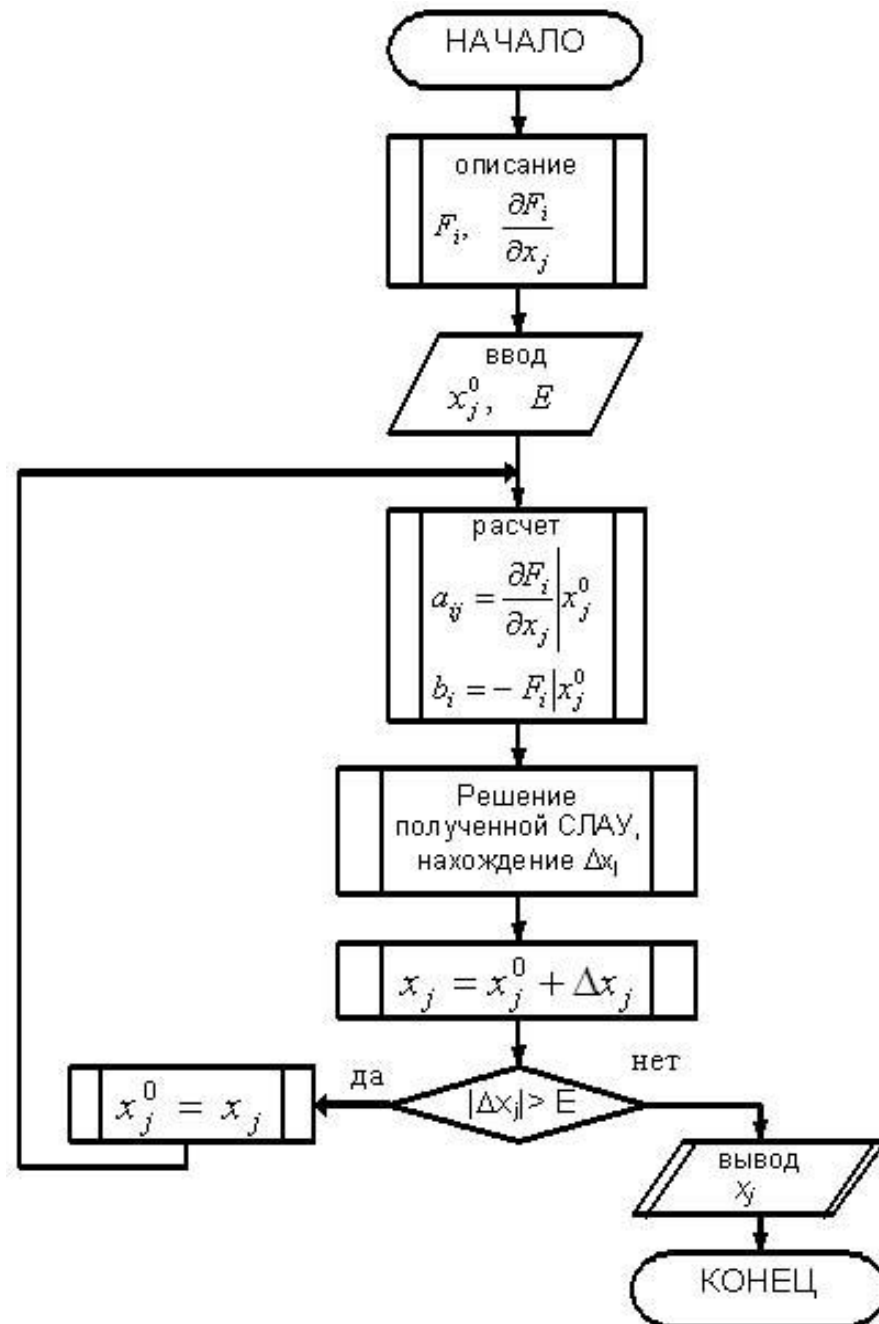 НАЧАЛО
описание
F_i, ∂F_i/∂x_j
ввод
x_j^0, E
расчет
a_ij = ∂F_i/∂x_j | x_j^0
b_i = − F_i | x_j^0
Решение
полученной СЛАУ,
нахождение Δx_i
x_j = x_j^0 + Δx_j
|Δx_j| > E
да
нет
x_j^0 = x_j
вывод
x_j
КОНЕЦ